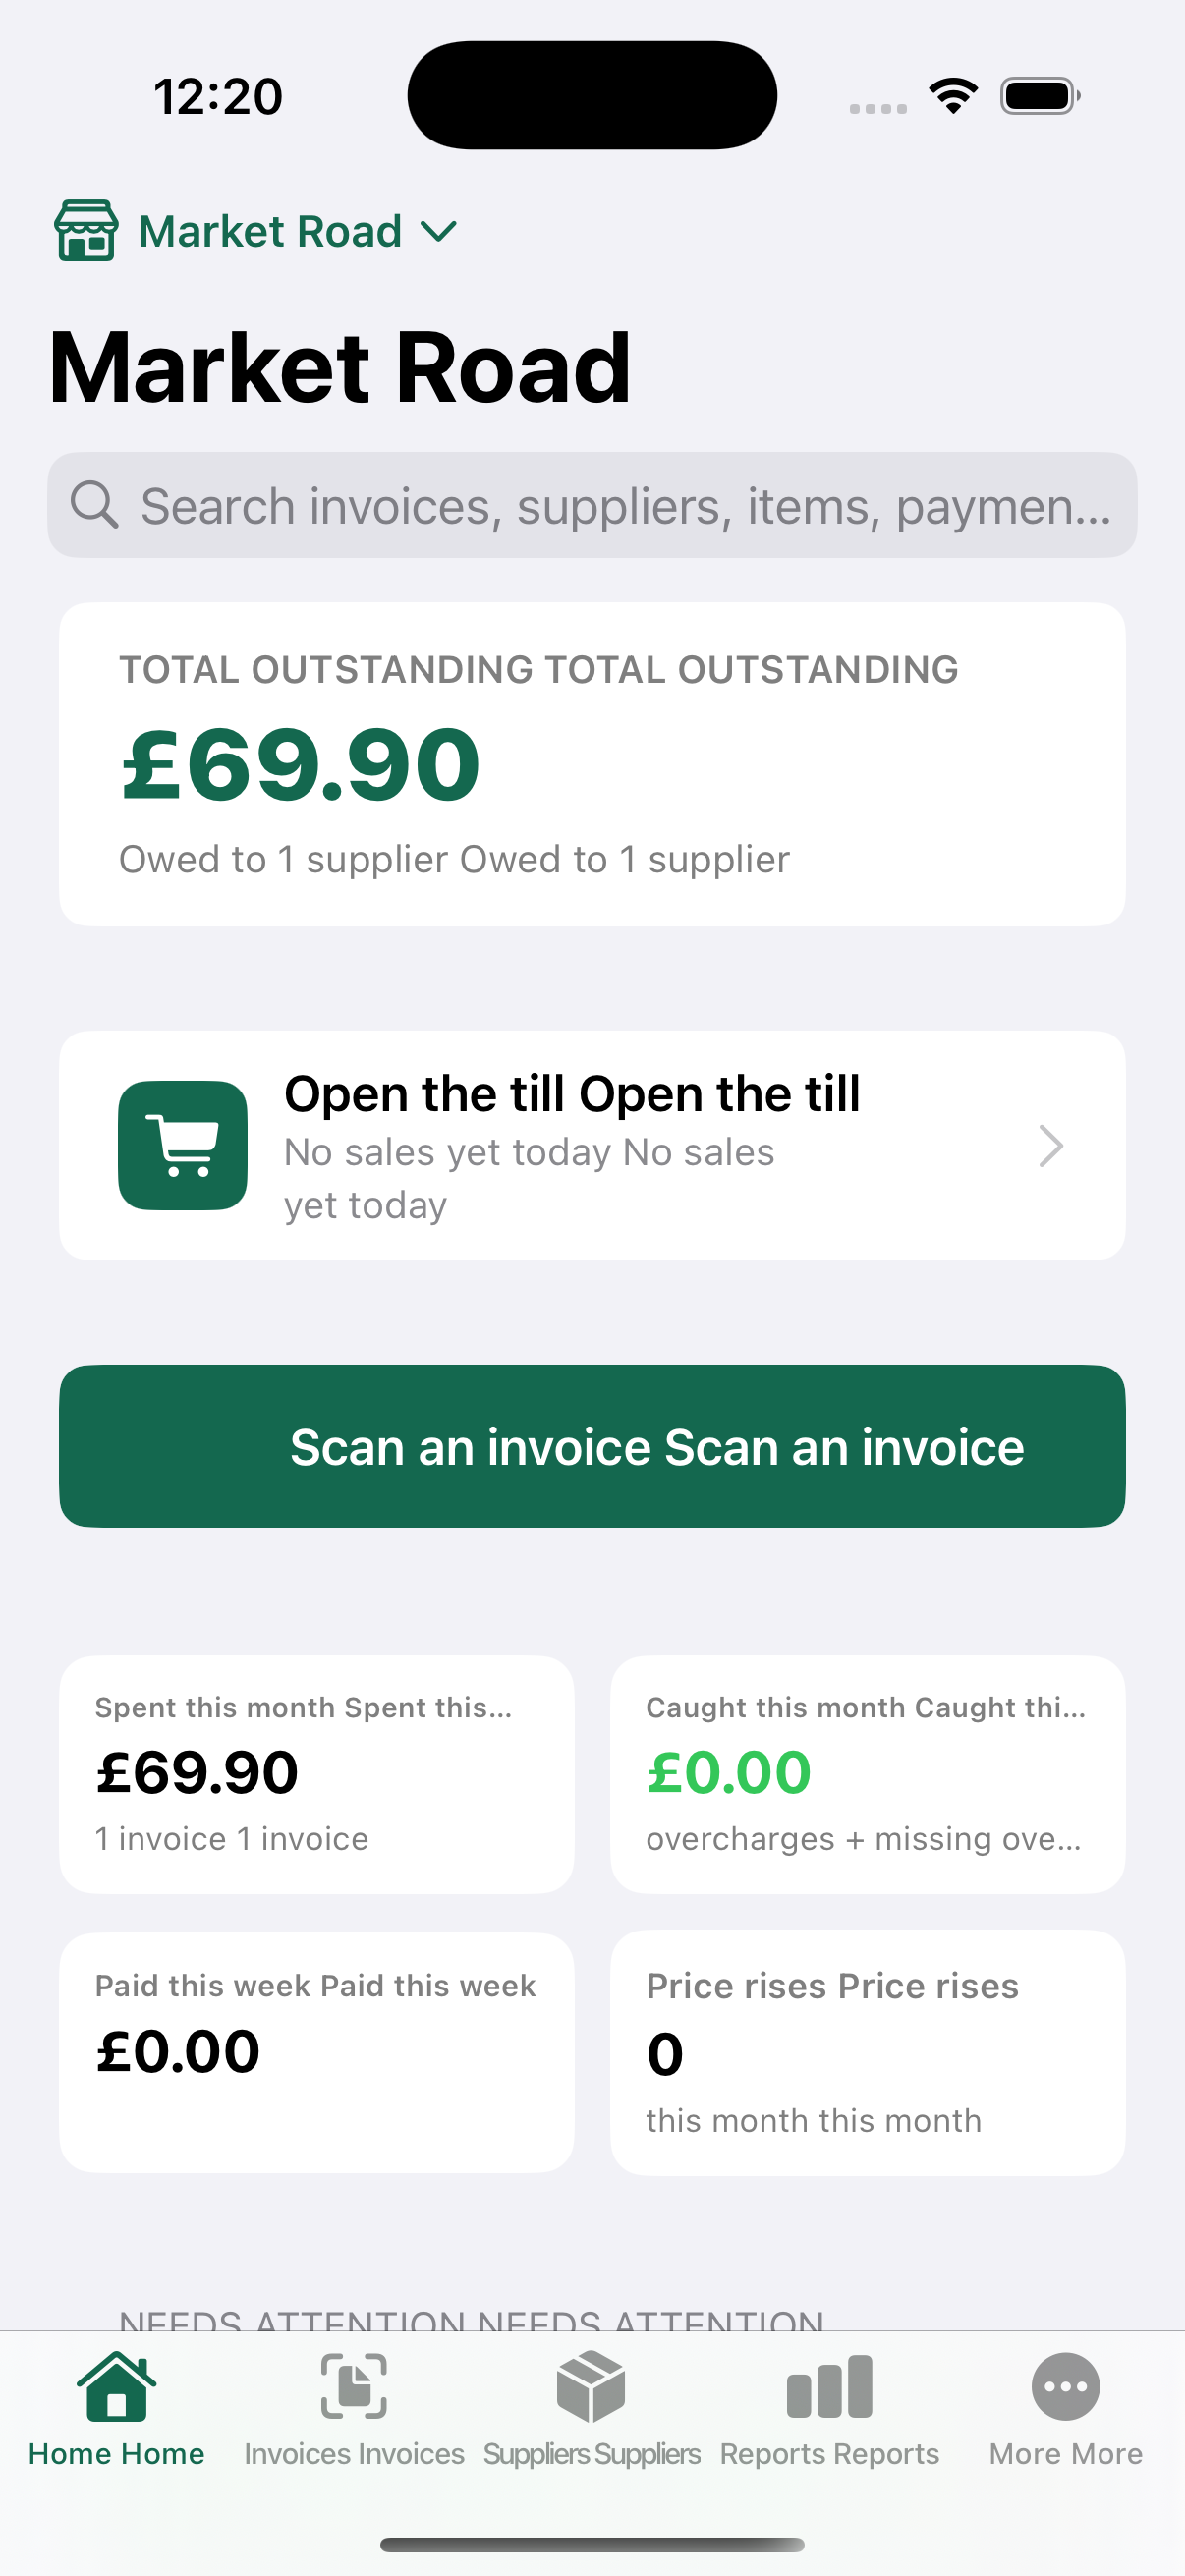 12:20
Market Road
Market Road
Search invoices, suppliers, items, paymen...
TOTAL OUTSTANDING TOTAL OUTSTANDING
£69.90
Owed to 1 supplier Owed to 1 supplier
Open the till Open the till
No sales yet today No sales
yet today
Scan an invoice Scan an invoice
Spent this month Spent this...
£69.90
1 invoice 1 invoice
Caught this month Caught thi...
£0.00
overcharges + missing ove...
Paid this week Paid this week
£0.00
Price rises Price rises
0
this month this month
NEEDS ATTENTION NEEDS ATTENTION
Home Home
Invoices Invoices
Suppliers Suppliers
Reports Reports
More More